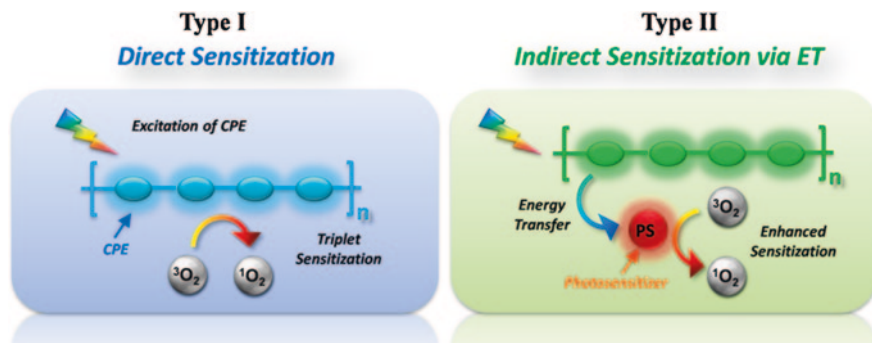 Type I
Direct Sensitization
Excitation of CPE
n
CPE
Triplet
Sensitization
³O₂
¹O₂
Type II
Indirect Sensitization via ET
n
Energy
Transfer
PS
³O₂
Enhanced
Sensitization
Photosensitizer
¹O₂